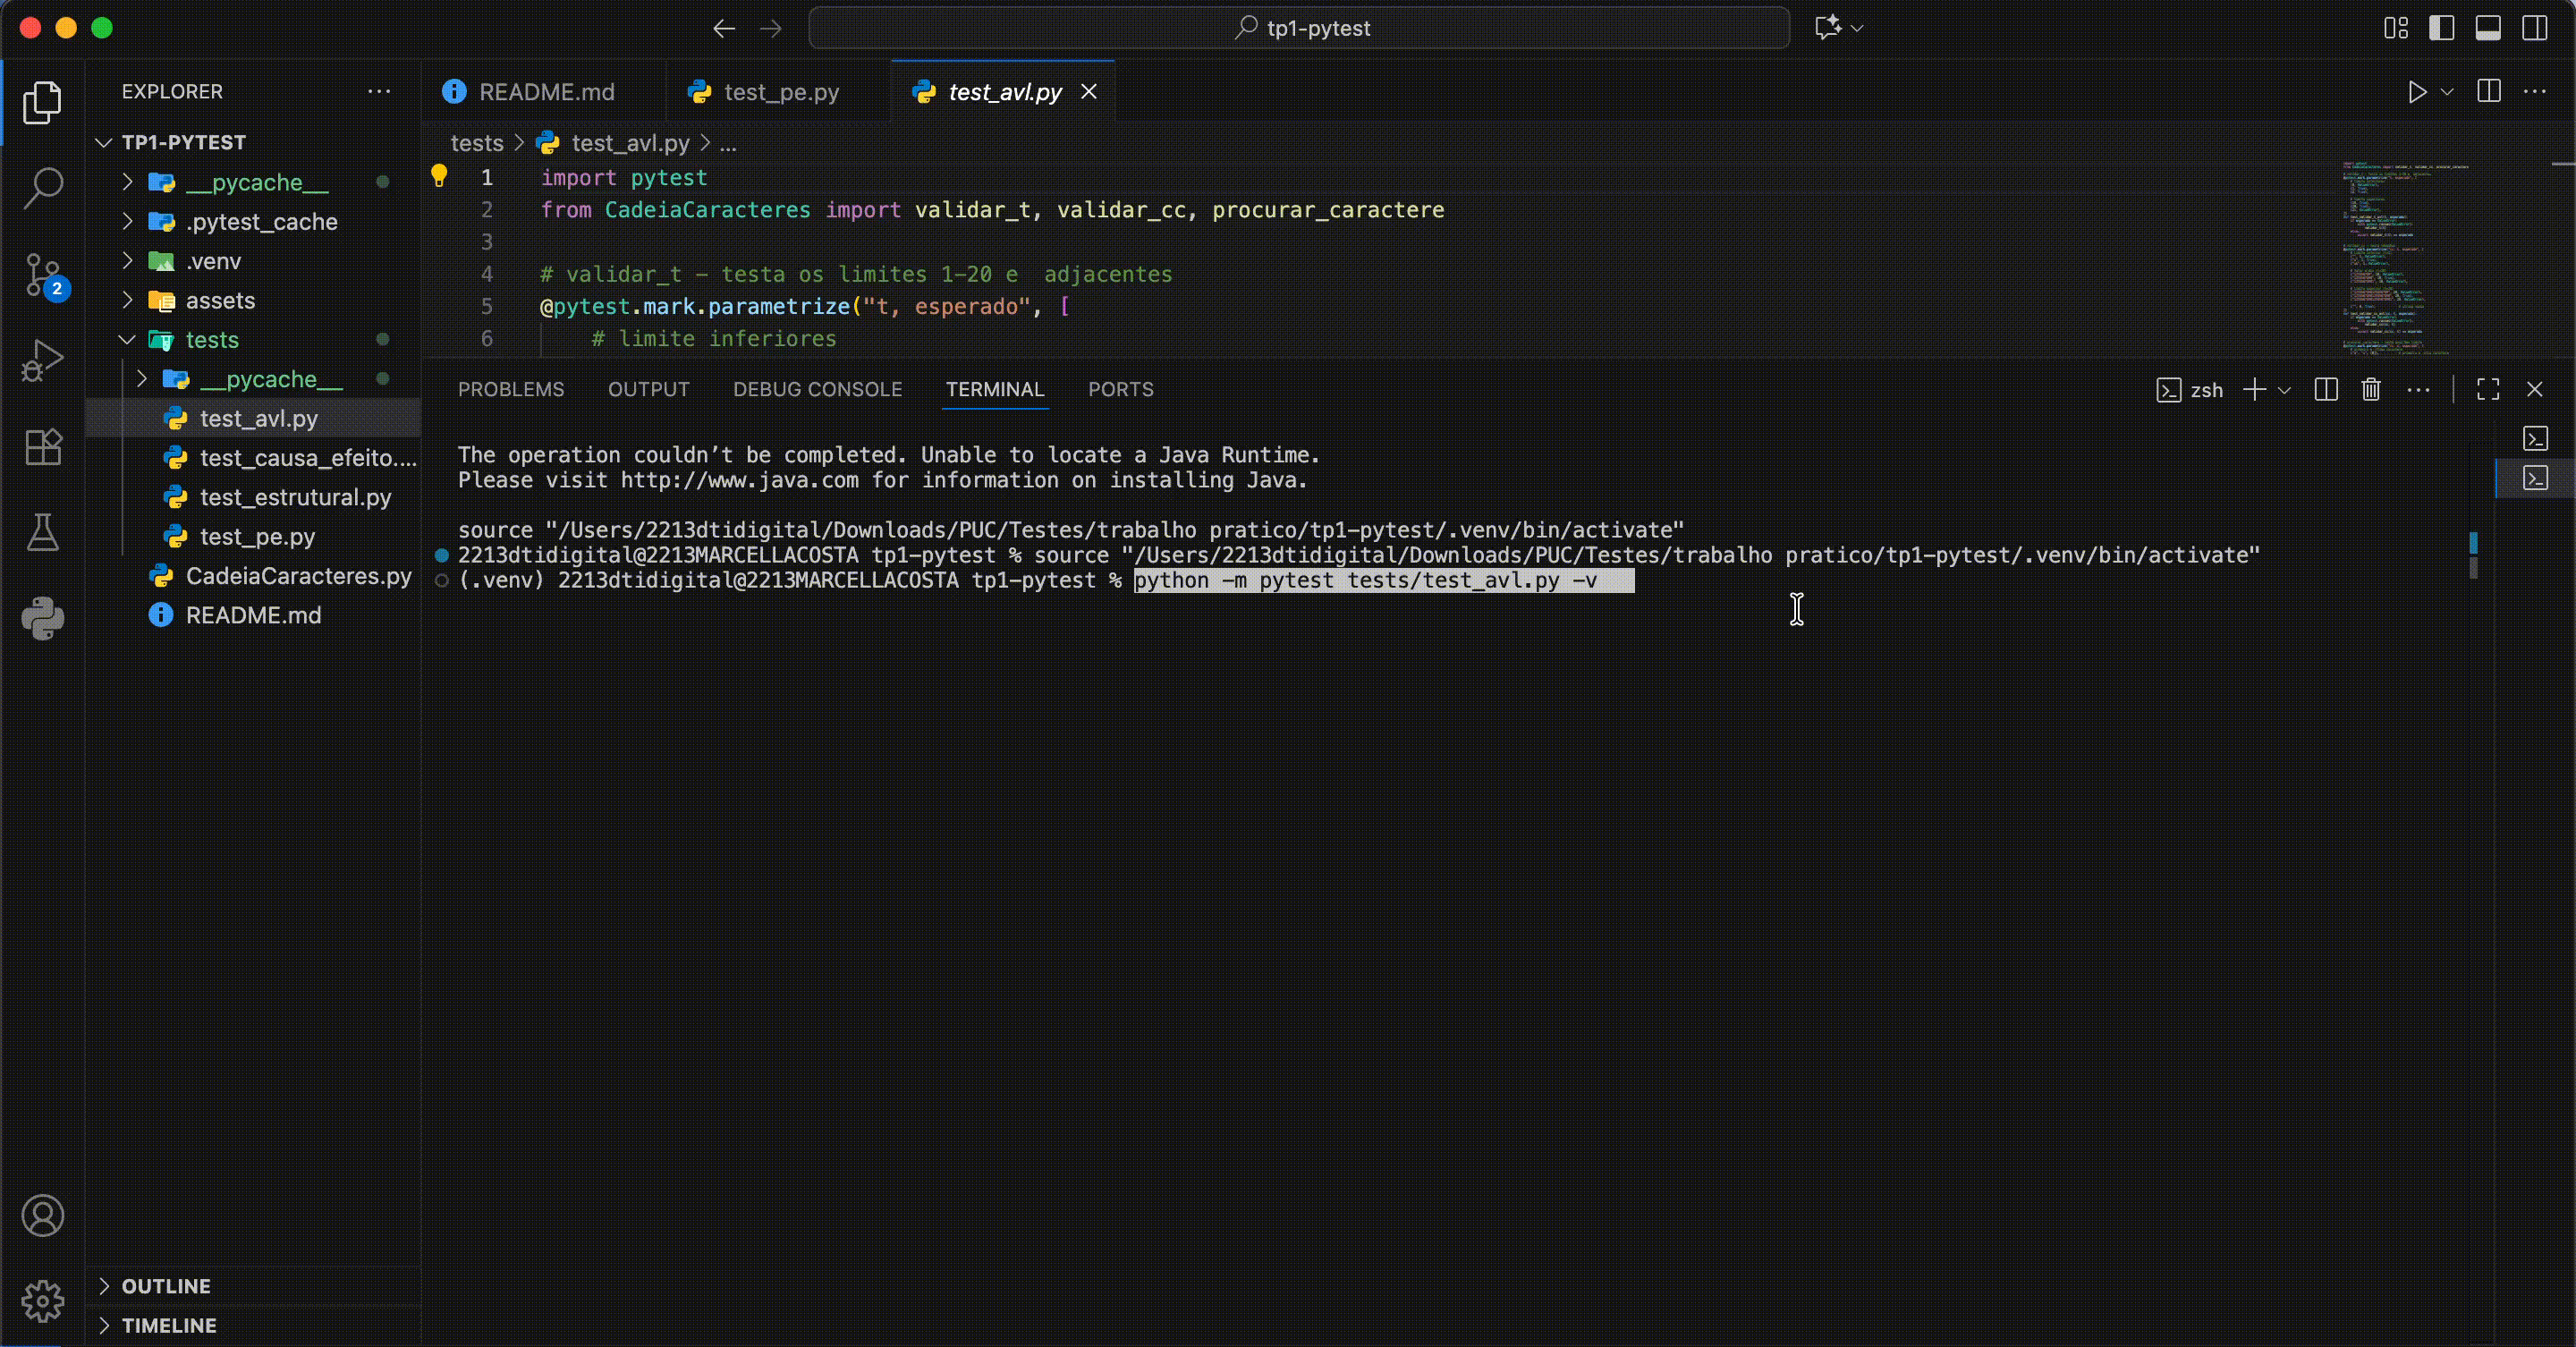 tp1-pytest
EXPLORER
README.md
test_pe.py
test_avl.py
TP1-PYTEST
__pycache__
.pytest_cache
.venv
assets
tests
__pycache__
test_avl.py
test_causa_efeito....
test_estrutural.py
test_pe.py
CadeiaCaracteres.py
README.md
OUTLINE
TIMELINE
2
tests > test_avl.py > ...
1 import pytest
2 from CadeiaCaracteres import validar_t, validar_cc, procurar_caractere
3
4 # validar_t - testa os limites 1-20 e  adjacentes
5 @pytest.mark.parametrize("t, esperado", [
6 # limite inferiores
PROBLEMS OUTPUT DEBUG CONSOLE TERMINAL PORTS
zsh
The operation couldn’t be completed. Unable to locate a Java Runtime.
Please visit http://www.java.com for information on installing Java.
source "/Users/2213dtidigital/Downloads/PUC/Testes/trabalho pratico/tp1-pytest/.venv/bin/activate"
2213dtidigital@2213MARCELLACOSTA tp1-pytest % source "/Users/2213dtidigital/Downloads/PUC/Testes/trabalho pratico/tp1-pytest/.venv/bin/activate"
(.venv) 2213dtidigital@2213MARCELLACOSTA tp1-pytest % python -m pytest tests/test_avl.py -v